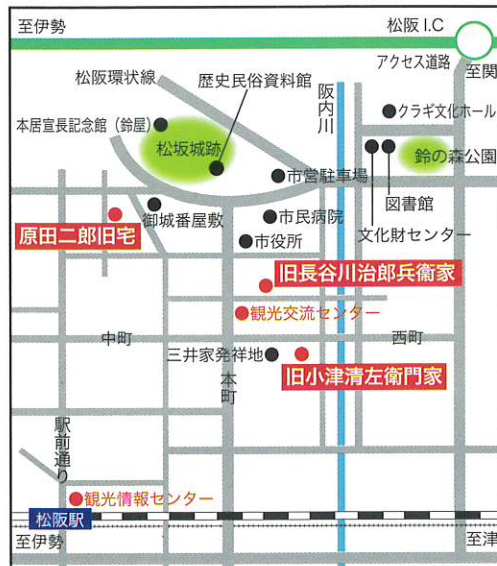 至伊勢
松阪I.C
アクセス道路
至関
松阪環状線
歴史民俗資料館
阪内川
クラギ文化ホール
本居宣長記念館（鈴屋）
松坂城跡
鈴の森公園
市営駐車場
図書館
御城番屋敷
市民病院
文化財センター
原田二郎旧宅
市役所
旧長谷川治郎兵衛家
観光交流センター
中町
西町
三井家発祥地
本町
旧小津清左衛門家
駅前通り
観光情報センター
松阪駅
至伊勢
至津